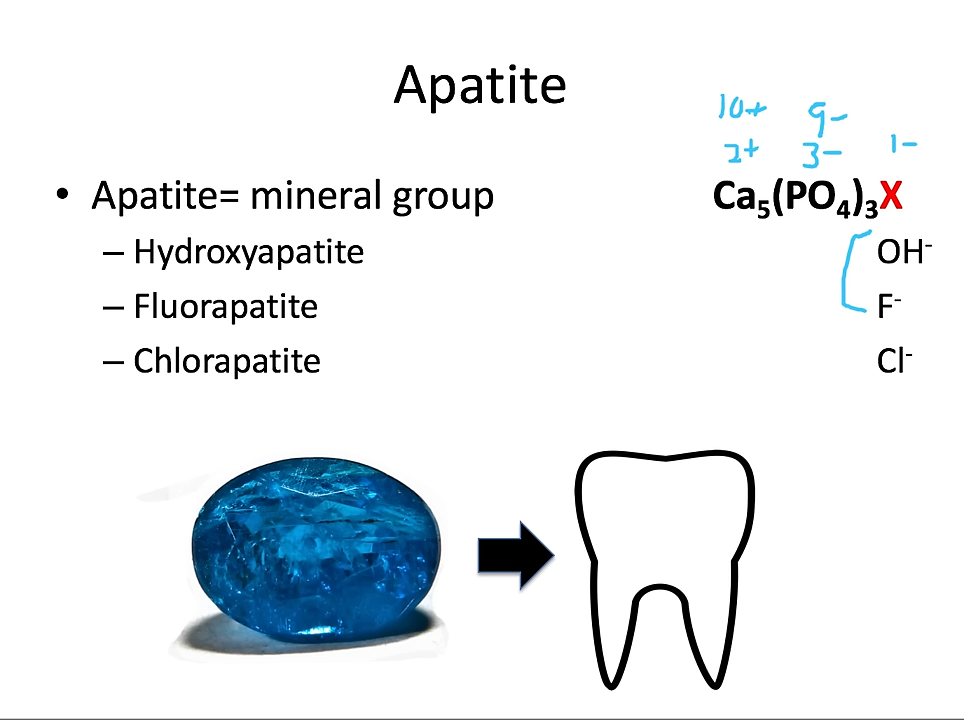 Apatite
10+ 9-
2+ 3- 1-
• Apatite= mineral group Ca₅(PO₄)₃X
– Hydroxyapatite OH⁻
– Fluorapatite F⁻
– Chlorapatite Cl⁻